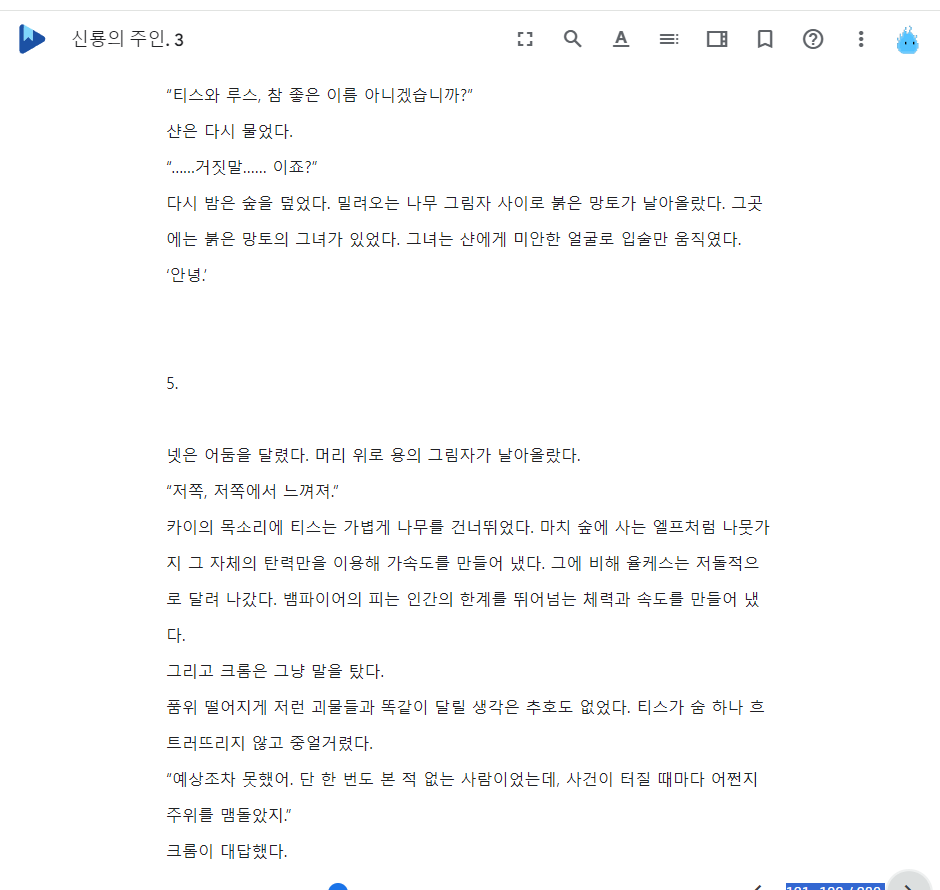 신룡의 주인. 3
“티스와 루스, 참 좋은 이름 아니겠습니까?”
샨은 다시 물었다.
“……거짓말…… 이죠?”
다시 밤은 숲을 덮었다. 밀려오는 나무 그림자 사이로 붉은 망토가 날아올랐다. 그곳
에는 붉은 망토의 그녀가 있었다. 그녀는 샨에게 미안한 얼굴로 입술만 움직였다.
‘안녕.’
5.
넷은 어둠을 달렸다. 머리 위로 용의 그림자가 날아올랐다.
“저쪽, 저쪽에서 느껴져.”
카이의 목소리에 티스는 가볍게 나무를 건너뛰었다. 마치 숲에 사는 엘프처럼 나뭇가
지 그 자체의 탄력만을 이용해 가속도를 만들어 냈다. 그에 비해 율케스는 저돌적으
로 달려 나갔다. 뱀파이어의 피는 인간의 한계를 뛰어넘는 체력과 속도를 만들어 냈
다.
그리고 크롬은 그냥 말을 탔다.
품위 떨어지게 저런 괴물들과 똑같이 달릴 생각은 추호도 없었다. 티스가 숨 하나 흐
트러뜨리지 않고 중얼거렸다.
“예상조차 못했어. 단 한 번도 본 적 없는 사람이었는데, 사건이 터질 때마다 어쩐지
주위를 맴돌았지.”
크롬이 대답했다.